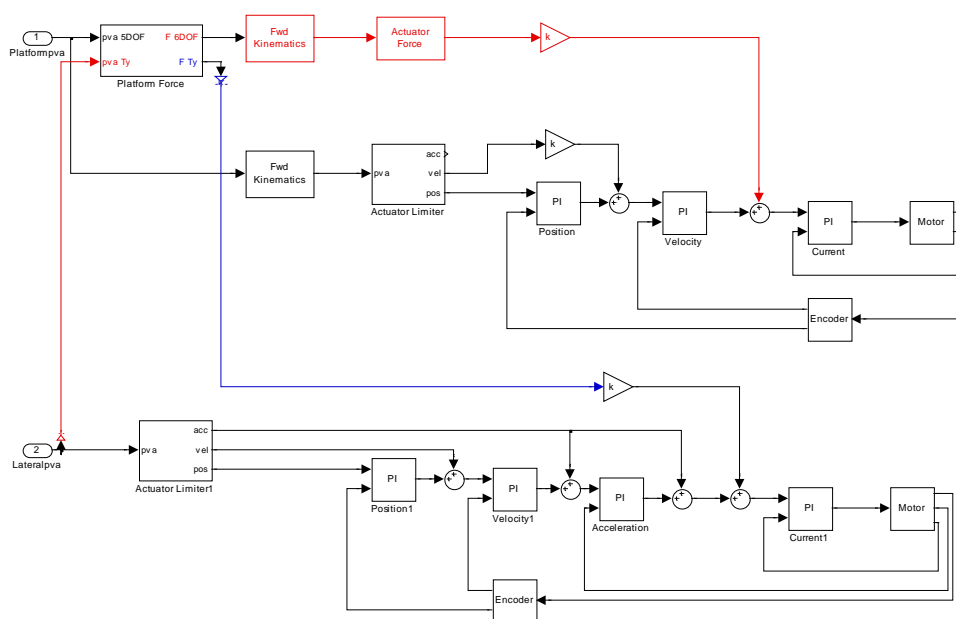 1
Platformpva
pva 5DOF
F 6DOF
pva Ty
F Ty
Platform Force
Fwd
Kinematics
Actuator
Force
k
Fwd
Kinematics
pva
acc
vel
pos
Actuator Limiter
k
PI
Position
+
+
PI
Velocity
+
+
PI
Current
Motor
Encoder
k
2
Lateralpva
pva
acc
vel
pos
Actuator Limiter1
PI
Position1
+
+
PI
Velocity1
+
+
PI
Acceleration
+
+
+
+
PI
Current1
Motor
Encoder